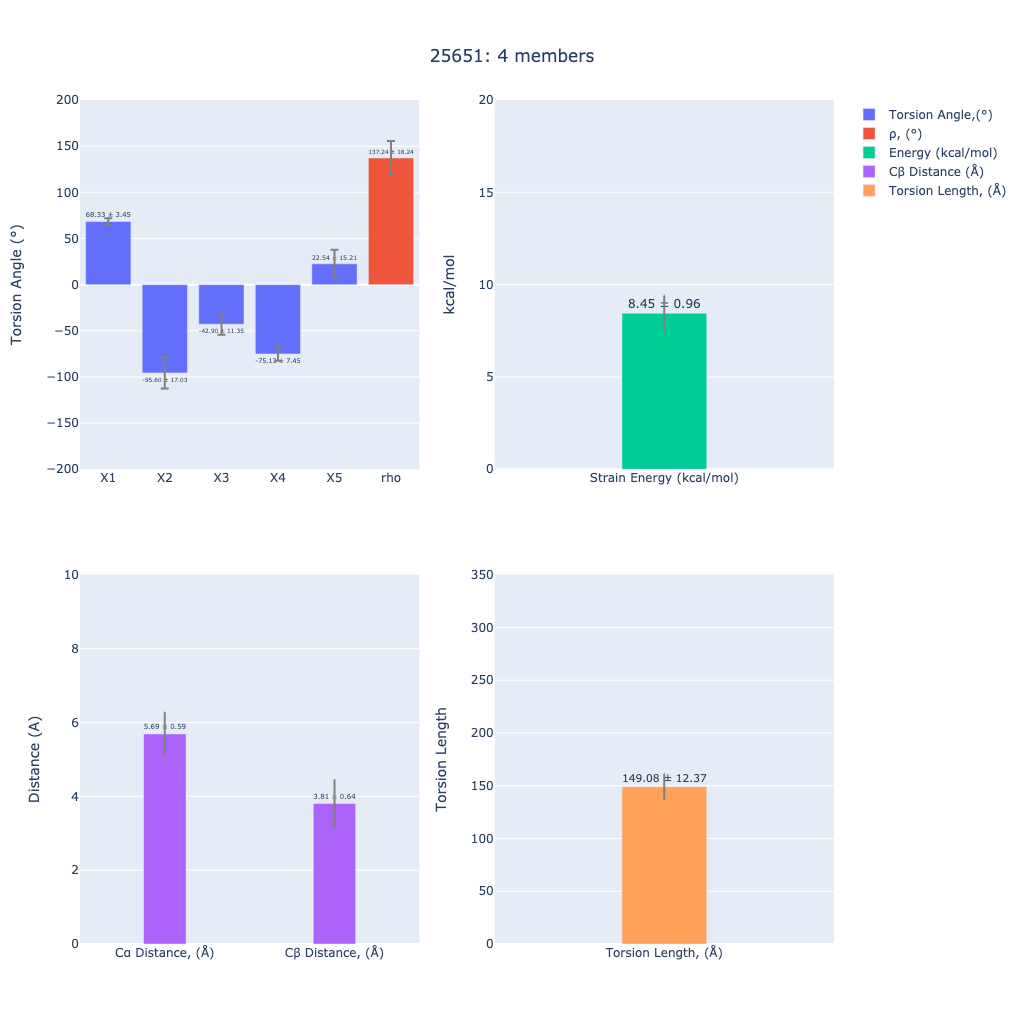 25651: 4 members
Torsion Angle (°)
200
150
100
50
0
−50
−100
−150
−200
68.33 ± 3.45
-95.60 ± 17.03
-42.90 ± 11.35
-75.13 ± 7.45
22.54 ± 15.21
137.24 ± 18.24
X1
X2
X3
X4
X5
rho
kcal/mol
20
15
10
5
0
8.45 ± 0.96
Strain Energy (kcal/mol)
Torsion Angle,(°)
ρ, (°)
Energy (kcal/mol)
Cβ Distance (Å)
Torsion Length, (Å)
Distance (A)
10
8
6
4
2
0
5.69 ± 0.59
3.81 ± 0.64
Cα Distance, (Å)
Cβ Distance, (Å)
Torsion Length
350
300
250
200
150
100
50
0
149.08 ± 12.37
Torsion Length, (Å)